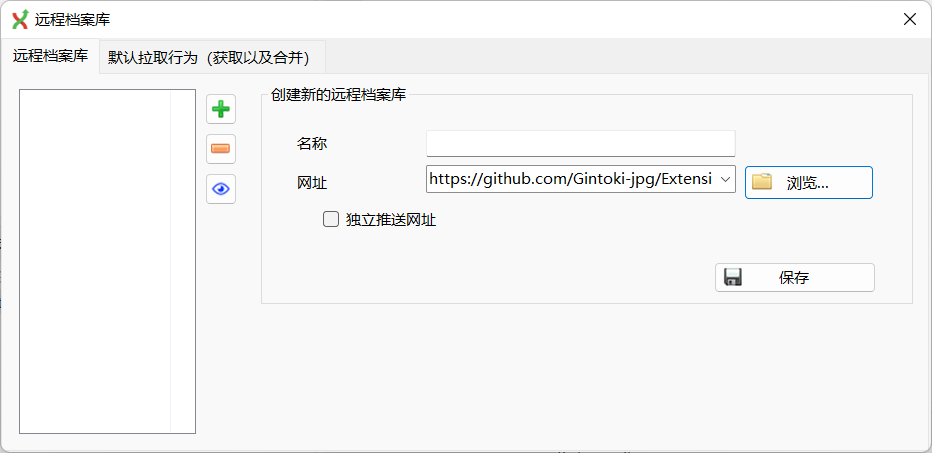 远程档案库
远程档案库 默认拉取行为（获取以及合并）
创建新的远程档案库
名称
网址 https://github.com/Gintoki-jpg/Extensi 浏览...
独立推送网址
保存